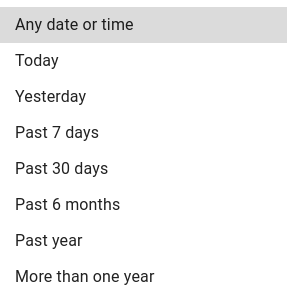 Any date or time
Today
Yesterday
Past 7 days
Past 30 days
Past 6 months
Past year
More than one year